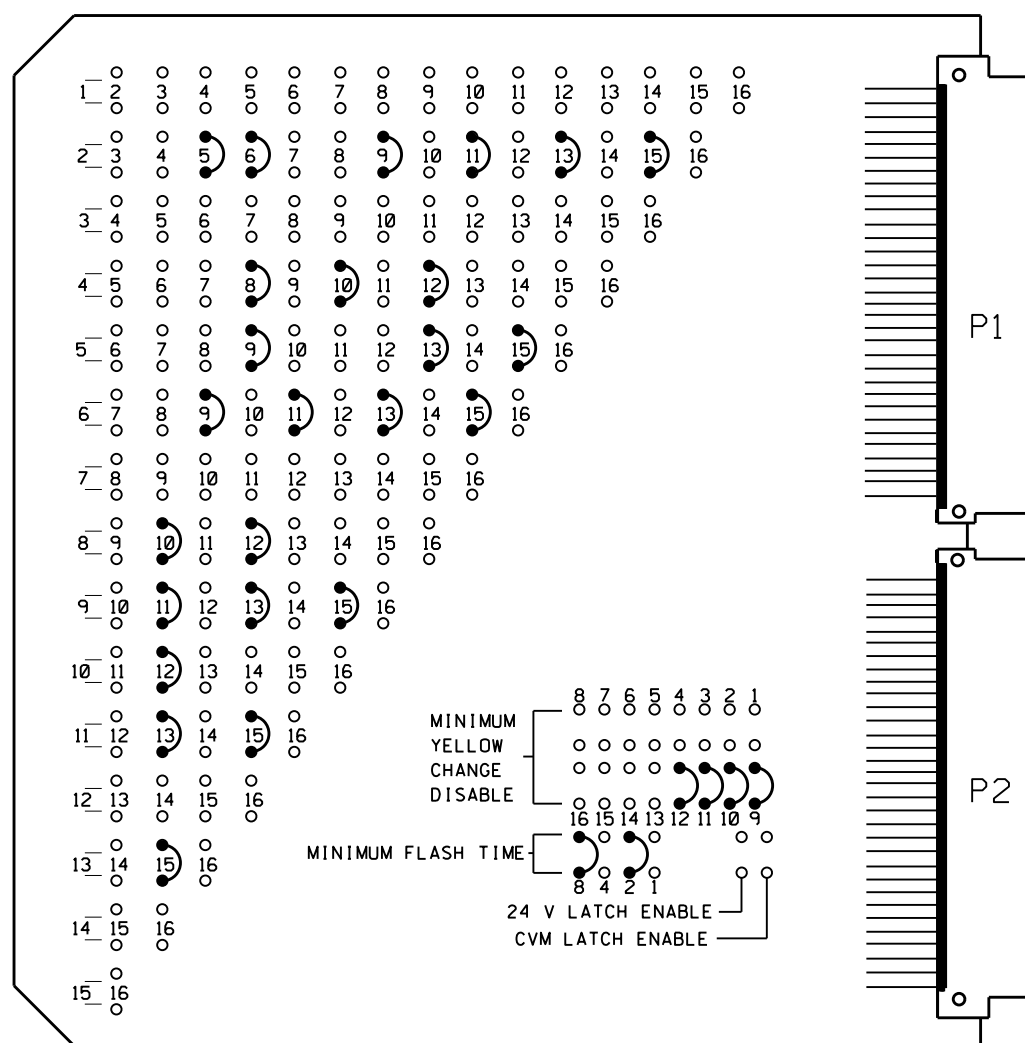 1 2 3 4 5 6 7 8 9 10 11 12 13 14 15 16
2 3 4 5 6 7 8 9 10 11 12 13 14 15 16
3 4 5 6 7 8 9 10 11 12 13 14 15 16
4 5 6 7 8 9 10 11 12 13 14 15 16
P1
5 6 7 8 9 10 11 12 13 14 15 16
6 7 8 9 10 11 12 13 14 15 16
7 8 9 10 11 12 13 14 15 16
8 9 10 11 12 13 14 15 16
9 10 11 12 13 14 15 16
10 11 12 13 14 15 16
11 12 13 14 15 16
12 13 14 15 16
13 14 15 16
14 15 16
15 16
8 7 6 5 4 3 2 1
MINIMUM
YELLOW
CHANGE
DISABLE
16 15 14 13 12 11 10 9
MINIMUM FLASH TIME
8 4 2 1
24 V LATCH ENABLE
CVM LATCH ENABLE
P2